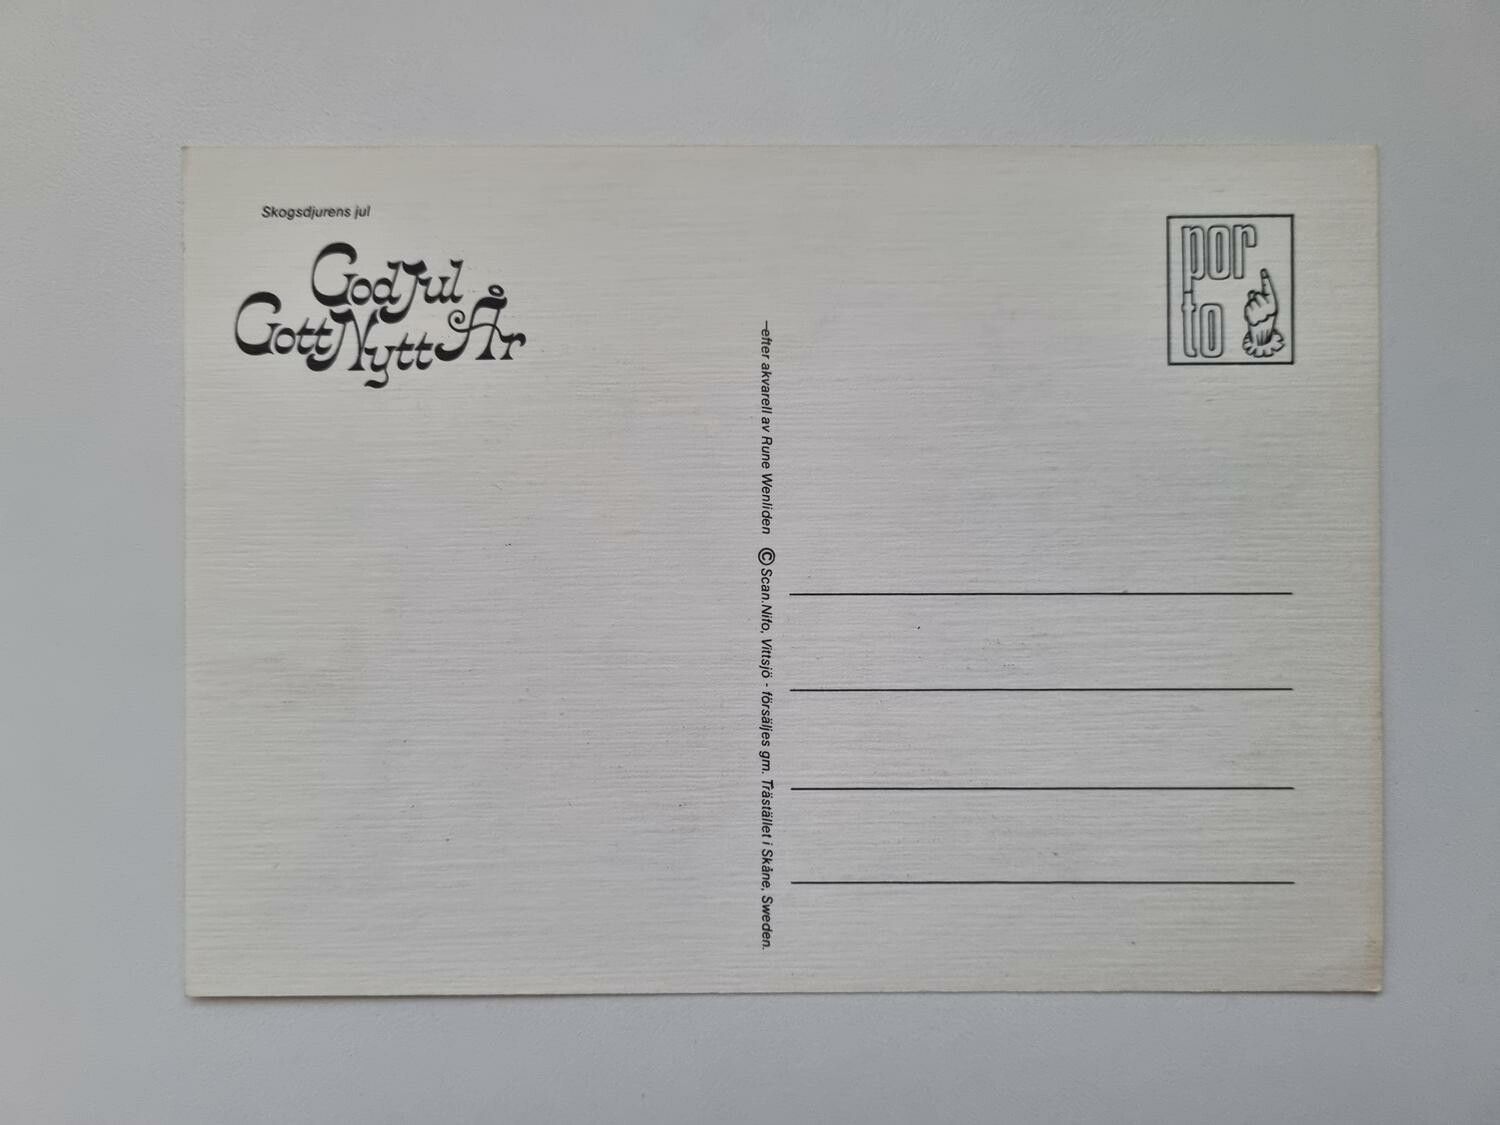 Skogsdjurens jul
God Jul
Gott Nytt År
por
to
—efter akvarell av Rune Wenliden © Scan.Nifo, Vittsjö - försäljes gm. Trästället i Skåne, Sweden.